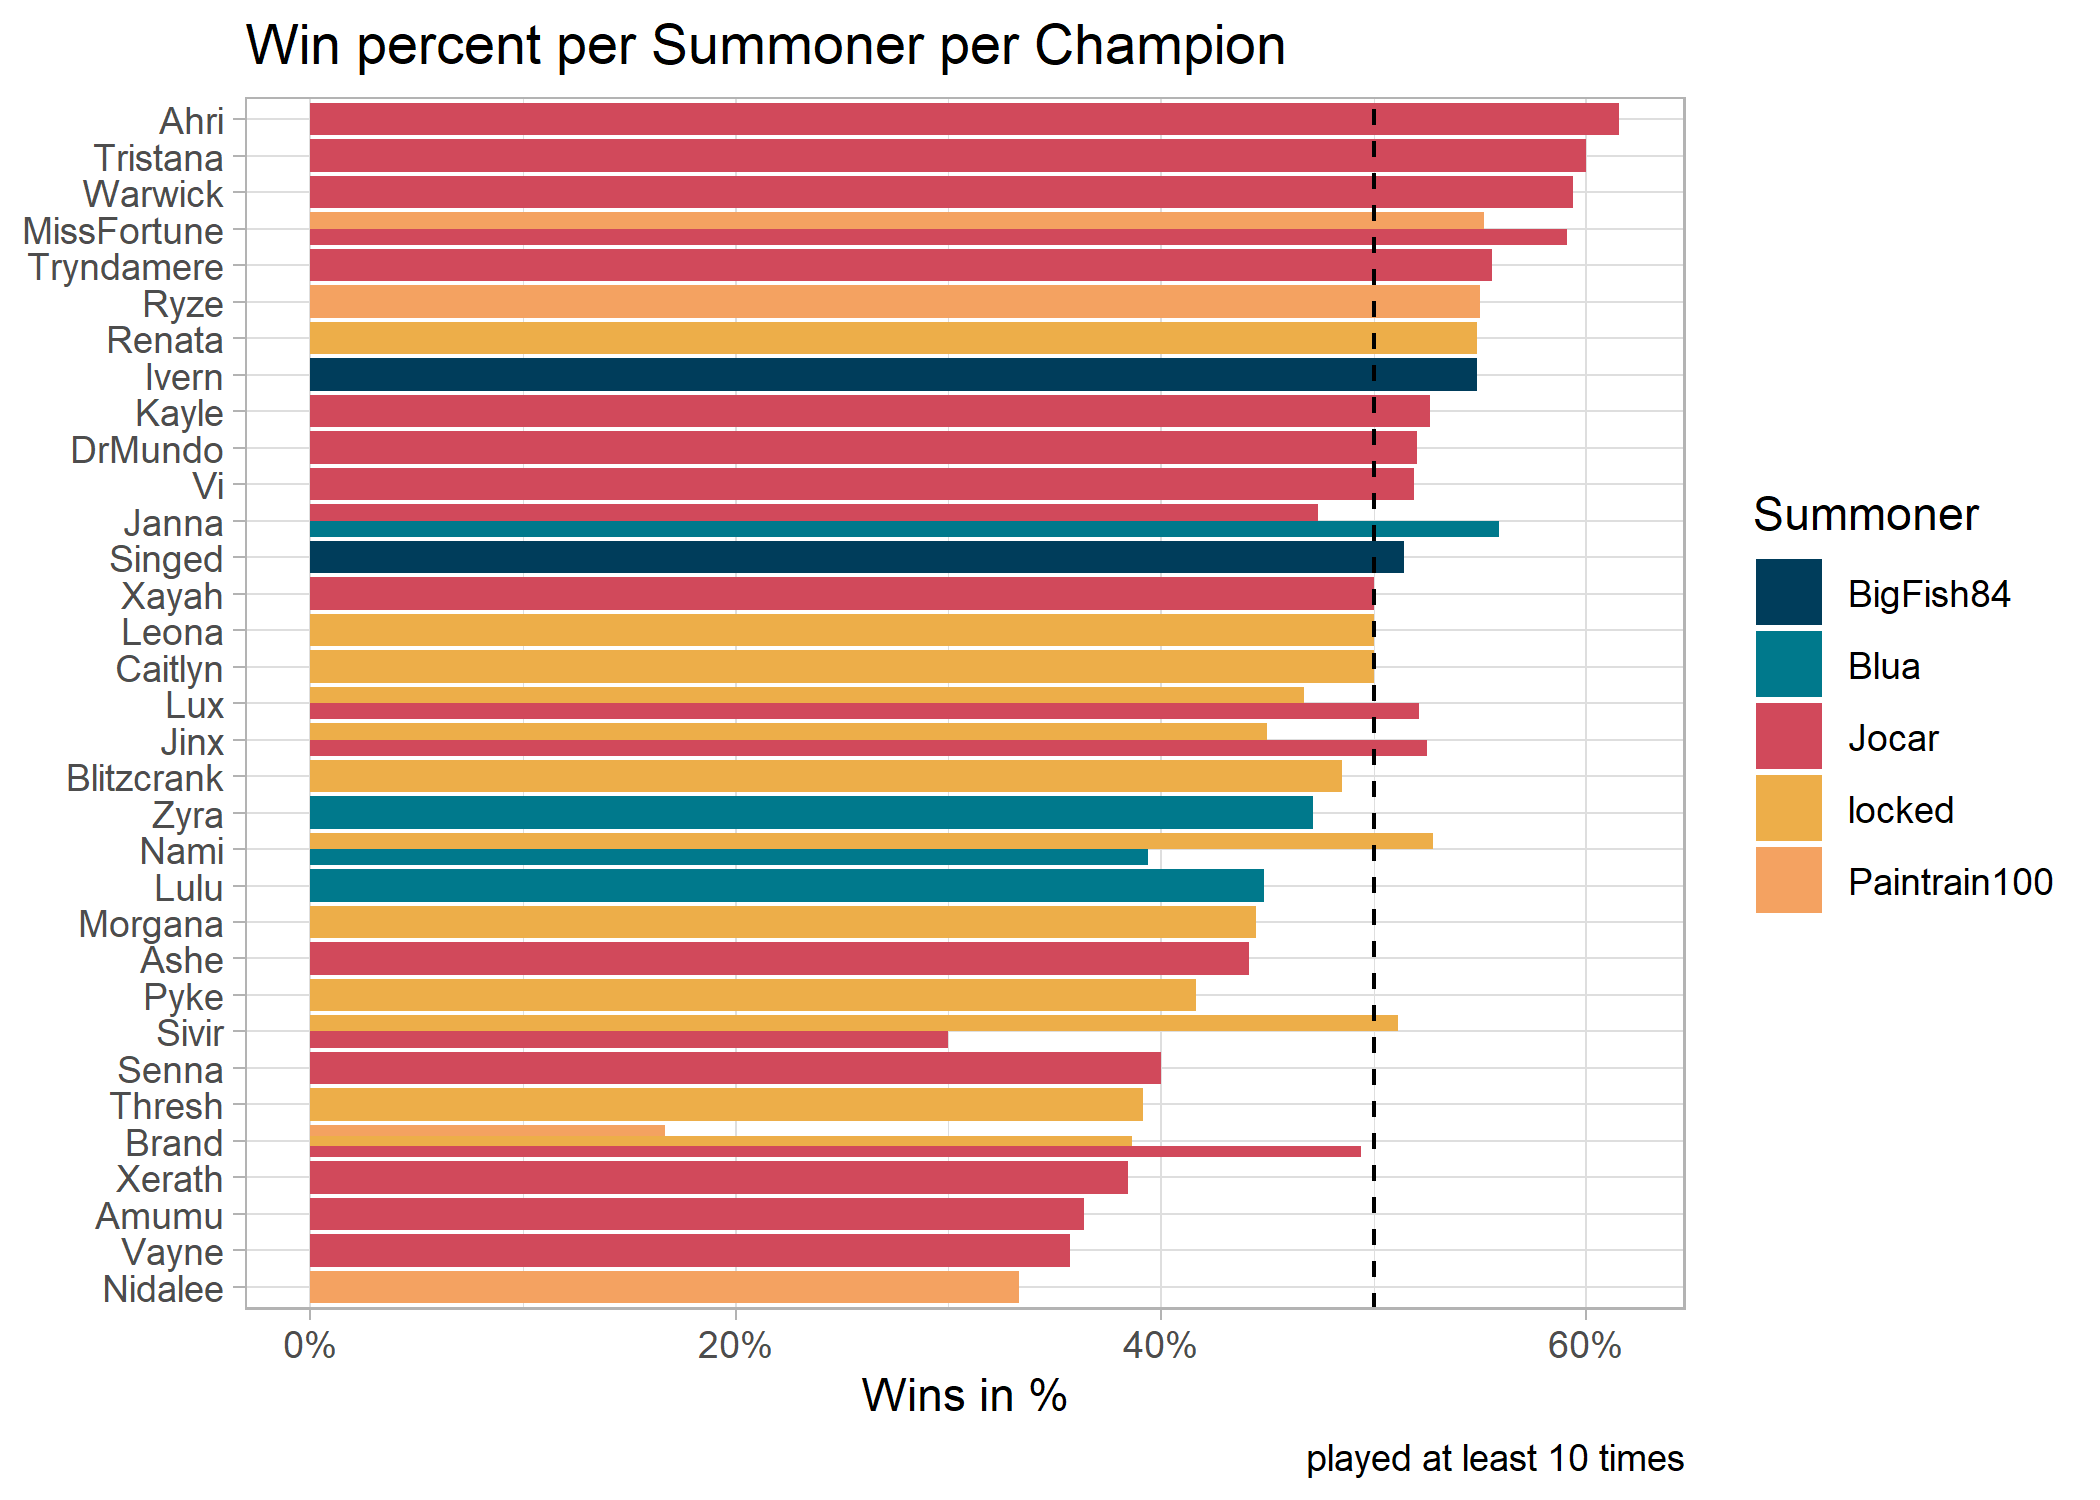 Win percent per Summoner per Champion
Ahri
Tristana
Warwick
MissFortune
Tryndamere
Ryze
Renata
Ivern
Kayle
DrMundo
Vi
Janna
Singed
Xayah
Leona
Caitlyn
Lux
Jinx
Blitzcrank
Zyra
Nami
Lulu
Morgana
Ashe
Pyke
Sivir
Senna
Thresh
Brand
Xerath
Amumu
Vayne
Nidalee
0% 20% 40% 60%
Wins in %
played at least 10 times
Summoner
BigFish84
Blua
Jocar
locked
Paintrain100